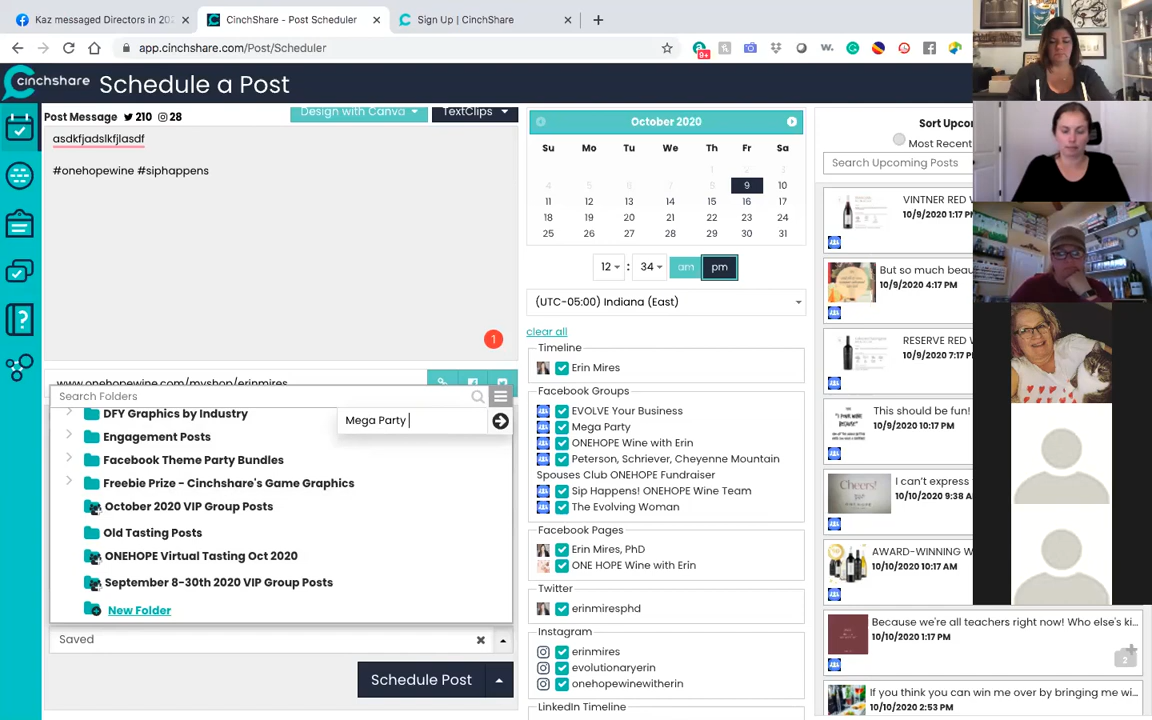 Kaz messaged Directors in 202
CinchShare - Post Scheduler
Sign Up | CinchShare
app.cinchshare.com/Post/Scheduler
9+
w.
cinchshare
Schedule a Post
Post Message 210 28
Design with Canva
TextClips
asdkfjadslkfjlasdf
#onehopewine #siphappens
1
www.onehopewine.com/myshop/erinmires
Search Folders
DFY Graphics by Industry
Mega Party
Engagement Posts
Facebook Theme Party Bundles
Freebie Prize - Cinchshare's Game Graphics
October 2020 VIP Group Posts
Old Tasting Posts
ONEHOPE Virtual Tasting Oct 2020
September 8-30th 2020 VIP Group Posts
New Folder
Saved
Schedule Post
October 2020
Su Mo Tu We Th Fr Sa
1 2 3
4 5 6 7 8 9 10
11 12 13 14 15 16 17
18 19 20 21 22 23 24
25 26 27 28 29 30 31
12 : 34 am pm
(UTC-05:00) Indiana (East)
clear all
Timeline
Erin Mires
Facebook Groups
EVOLVE Your Business
Mega Party
ONEHOPE Wine with Erin
Peterson, Schriever, Cheyenne Mountain
Spouses Club ONEHOPE Fundraiser
Sip Happens! ONEHOPE Wine Team
The Evolving Woman
Facebook Pages
Erin Mires, PhD
ONE HOPE Wine with Erin
Twitter
erinmiresphd
Instagram
erinmires
evolutionaryerin
onehopewinewitherin
LinkedIn Timeline
Sort Upcom
Most Recent
Search Upcoming Posts
VINTNER RED W
10/9/2020 1:17 PM
But so much beau
10/9/2020 4:17 PM
RESERVE RED W
10/9/2020 7:17 P
This should be fun!
10/9/2020 10:17 PM
I can't express
10/10/2020 9:38 A
Cheers!
AWARD-WINNING W
10/10/2020 10:17 AM
Because we're all teachers right now! Who else's ki...
10/10/2020 1:17 PM
2
If you think you can win me over by bringing me wi...
10/10/2020 2:53 PM